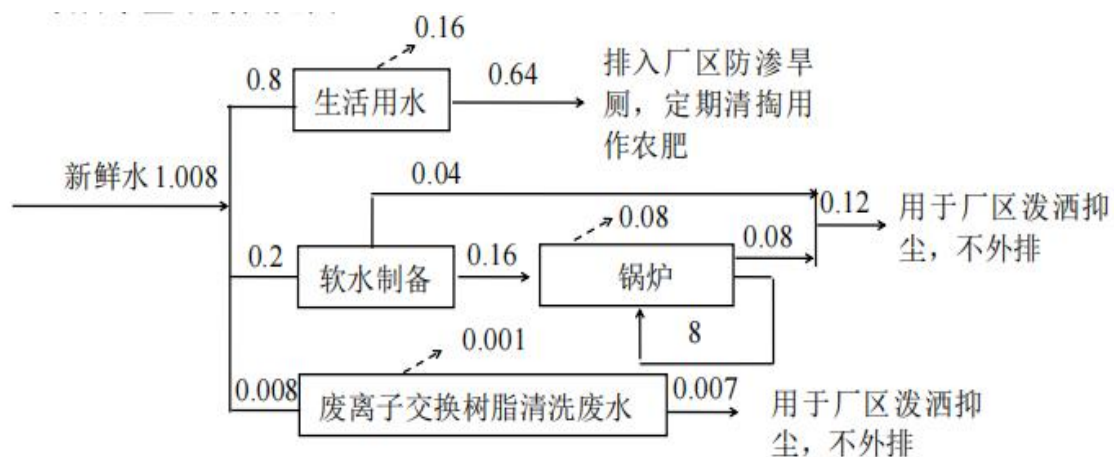 0.16
0.8
生活用水
0.64
排入厂区防渗旱
厕，定期清掏用
作农肥
新鲜水1.008
0.04
0.12
用于厂区泼洒抑
尘，不外排
0.2
软水制备
0.16
0.08
锅炉
0.08
8
0.001
0.008
废离子交换树脂清洗废水
0.007
用于厂区泼洒抑
尘，不外排